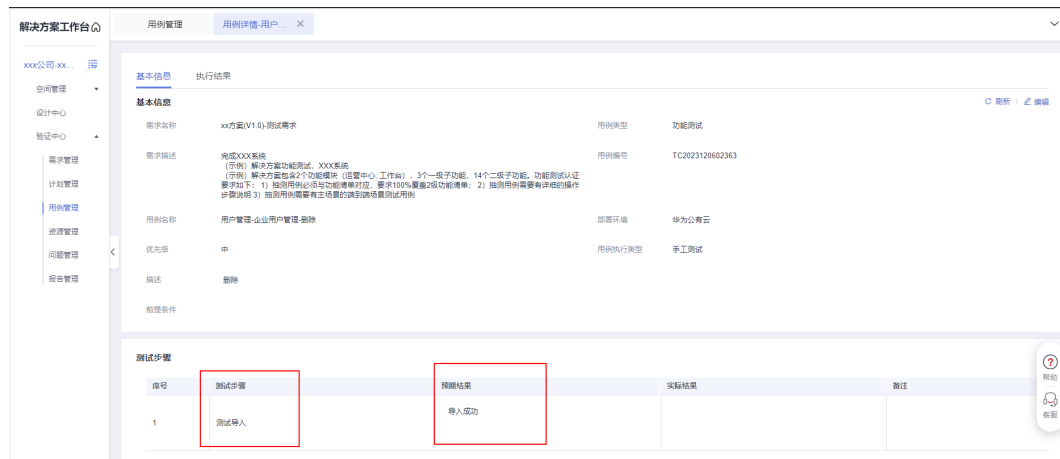 解决方案工作台
用例管理
用例详情-用户...
xxx公司-xx...
空间管理
设计中心
验证中心
需求管理
计划管理
用例管理
资源管理
问题管理
报告管理
基本信息
执行结果
基本信息
刷新
编辑
需求名称
xx方案(V1.0)-测试需求
用例类型
功能测试
需求描述
完成XXX系统
(示例)解决方案功能测试,XXX系统
(示例)解决方案包含2个功能模块(运营中心, 工作台),3个一级子功能,14个二级子功能。功能测试认证
要求如下: 1)抽测用例必须与功能清单对应,要求100%覆盖2级功能清单; 2)抽测用例需要有详细的操作
步骤说明 3)抽测用例需要有主场景的端到端场景测试用例
用例编号
TC2023120602363
用例名称
用户管理-企业用户管理-删除
部署环境
华为公有云
优先级
中
用例执行类型
手工测试
描述
删除
前提条件
测试步骤
序号
测试步骤
预期结果
实际结果
备注
1
测试导入
导入成功
帮助
客服